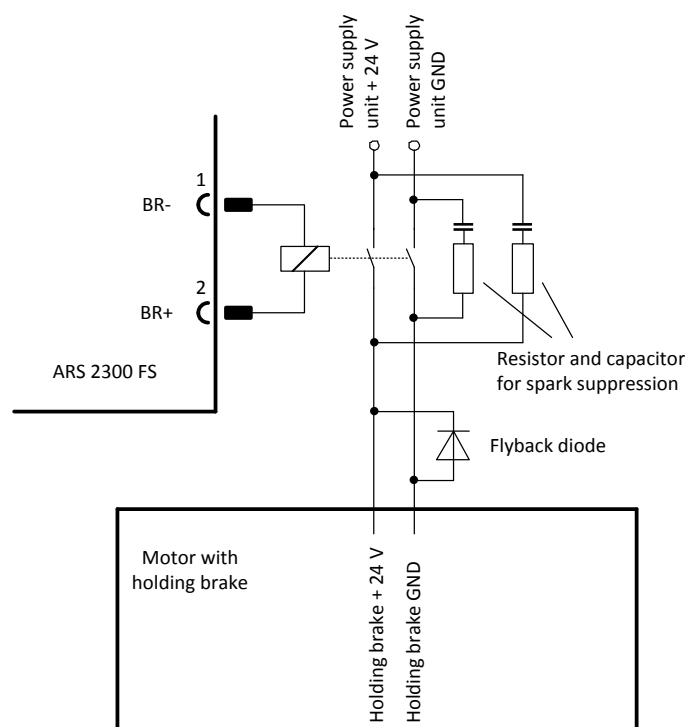 Power supply
unit + 24 V
Power supply
unit GND
1
BR-
2
BR+
ARS 2300 FS
Resistor and capacitor
for spark suppression
Flyback diode
Motor with
holding brake
Holding brake + 24 V
Holding brake GND